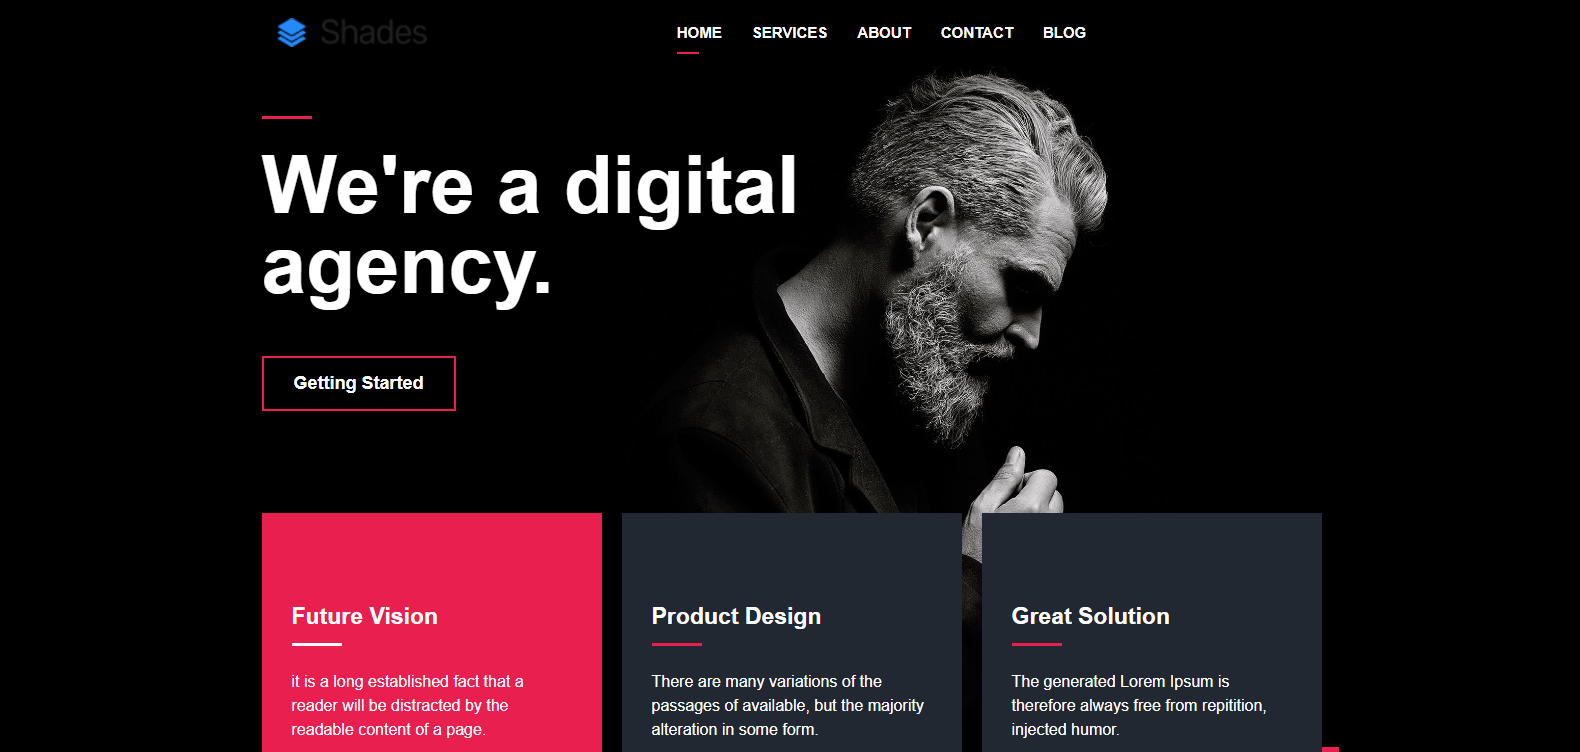 Shades
HOME SERVICES ABOUT CONTACT BLOG
We're a digital
agency.
Getting Started
Future Vision
it is a long established fact that a
reader will be distracted by the
readable content of a page.
Product Design
There are many variations of the
passages of available, but the majority
alteration in some form.
Great Solution
The generated Lorem Ipsum is
therefore always free from repitition,
injected humor.